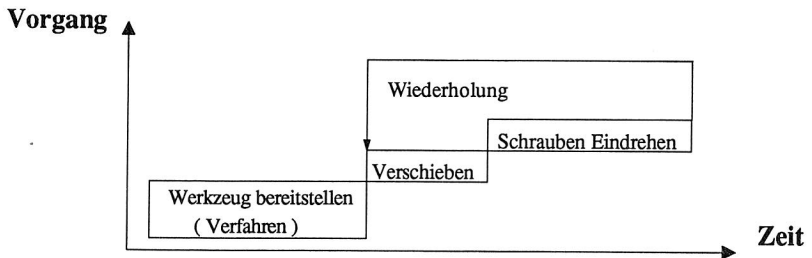 Vorgang
Wiederholung
Schrauben Eindrehen
Verschieben
Werkzeug bereitstellen
( Verfahren )
Zeit